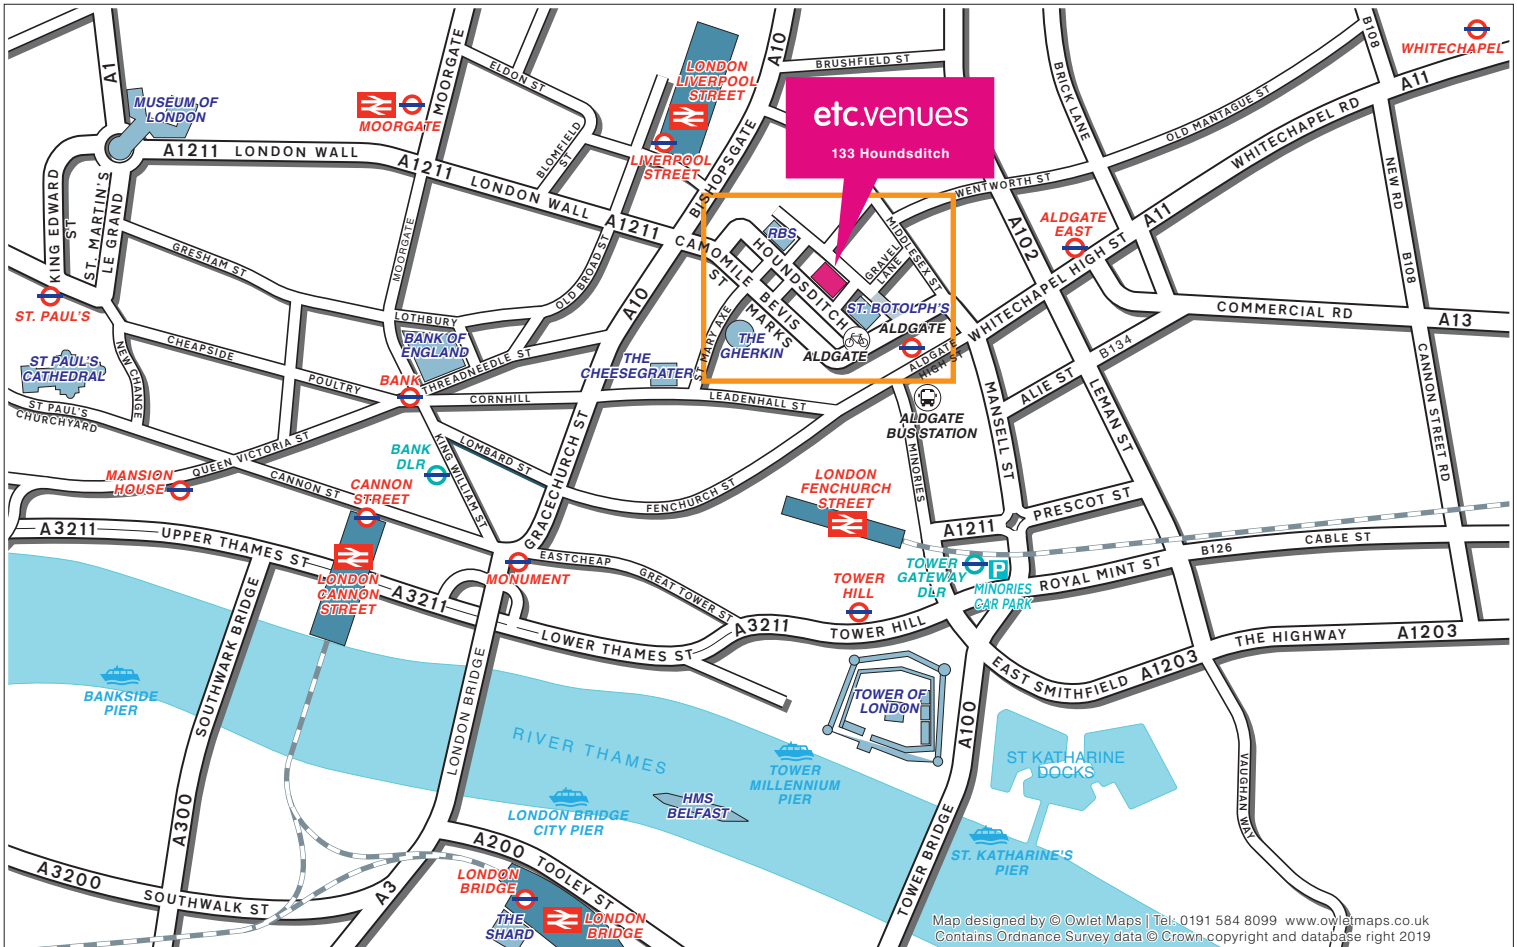 A1
MOORGATE
ELDON ST
A10
BRUSHFIELD ST
BRICK LANE
B108
WHITECHAPEL
A11
LONDON
LIVERPOOL
STREET
MUSEUM OF
LONDON
MOORGATE
etc.venues
133 Houndsditch
OLD MANTAGUE ST
WHITECHAPEL RD
A1211
LONDON WALL
A1211
LONDON WALL
A1211
BLOMFIELD
ST
LIVERPOOL
STREET
BISHOPSGATE
WENTWORTH ST
NEW RD
KING EDWARD
ST
ST. MARTIN'S
LE GRAND
MOORGATE
GRESHAM ST
OLD BROAD ST
CAMOMILE
ST
RBS
HOUNDSDITCH
GRAVEL
LANE
MIDDLESEX ST
A102
ALDGATE
EAST
A11
WHITECHAPEL HIGH ST
B108
ST. PAUL'S
A10
LOTHBURY
BEVIS
MARKS
ST. BOTOLPH'S
ALDGATE
COMMERCIAL RD
A13
CHEAPSIDE
BANK OF
ENGLAND
THREADNEEDLE ST
ST MARY AXE
THE
GHERKIN
ALDGATE
ALDGATE
HIGH ST
B134
ST PAUL'S
CATHEDRAL
NEW CHANGE
POULTRY
BANK
THE
CHEESEGRATER
CORNHILL
LEADENHALL ST
ALDGATE
BUS STATION
MANSELL ST
ALIE ST
LEMAN ST
CANNON STREET RD
ST PAUL'S
CHURCHYARD
QUEEN VICTORIA ST
BANK
DLR
KING WILLIAM ST
LOMBARD ST
GRACECHURCH ST
FENCHURCH ST
MINORIES
MANSION
HOUSE
CANNON ST
CANNON
STREET
LONDON
FENCHURCH
STREET
A1211
PRESCOT ST
A3211
UPPER THAMES ST
LONDON
CANNON
STREET
A3211
MONUMENT
EASTCHEAP
GREAT TOWER ST
TOWER
HILL
TOWER
GATEWAY
DLR
P
MINORIES
CAR PARK
ROYAL MINT ST
B126
CABLE ST
LOWER THAMES ST
A3211
TOWER HILL
THE HIGHWAY
A1203
EAST SMITHFIELD
A1203
SOUTHWARK BRIDGE
LONDON BRIDGE
BANKSIDE
PIER
TOWER OF
LONDON
A100
RIVER THAMES
TOWER
MILLENNIUM
PIER
ST KATHARINE
DOCKS
VAUGHAN WAY
LONDON BRIDGE
CITY PIER
HMS
BELFAST
ST. KATHARINE'S
PIER
TOWER BRIDGE
A300
A3200
SOUTHWALK ST
A3
A200
TOOLEY ST
LONDON
BRIDGE
THE
SHARD
LONDON
BRIDGE
Map designed by © Owlet Maps | Tel: 0191 584 8099 www.owletmaps.co.uk
Contains Ordnance Survey data © Crown copyright and database right 2019